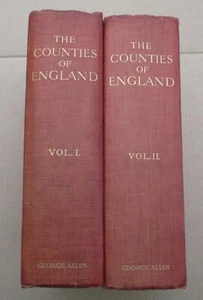 THE
COUNTIES
OF
ENGLAND
VOL. I.
GEORGE ALLEN
THE
COUNTIES
OF
ENGLAND
VOL. II.
GEORGE ALLEN